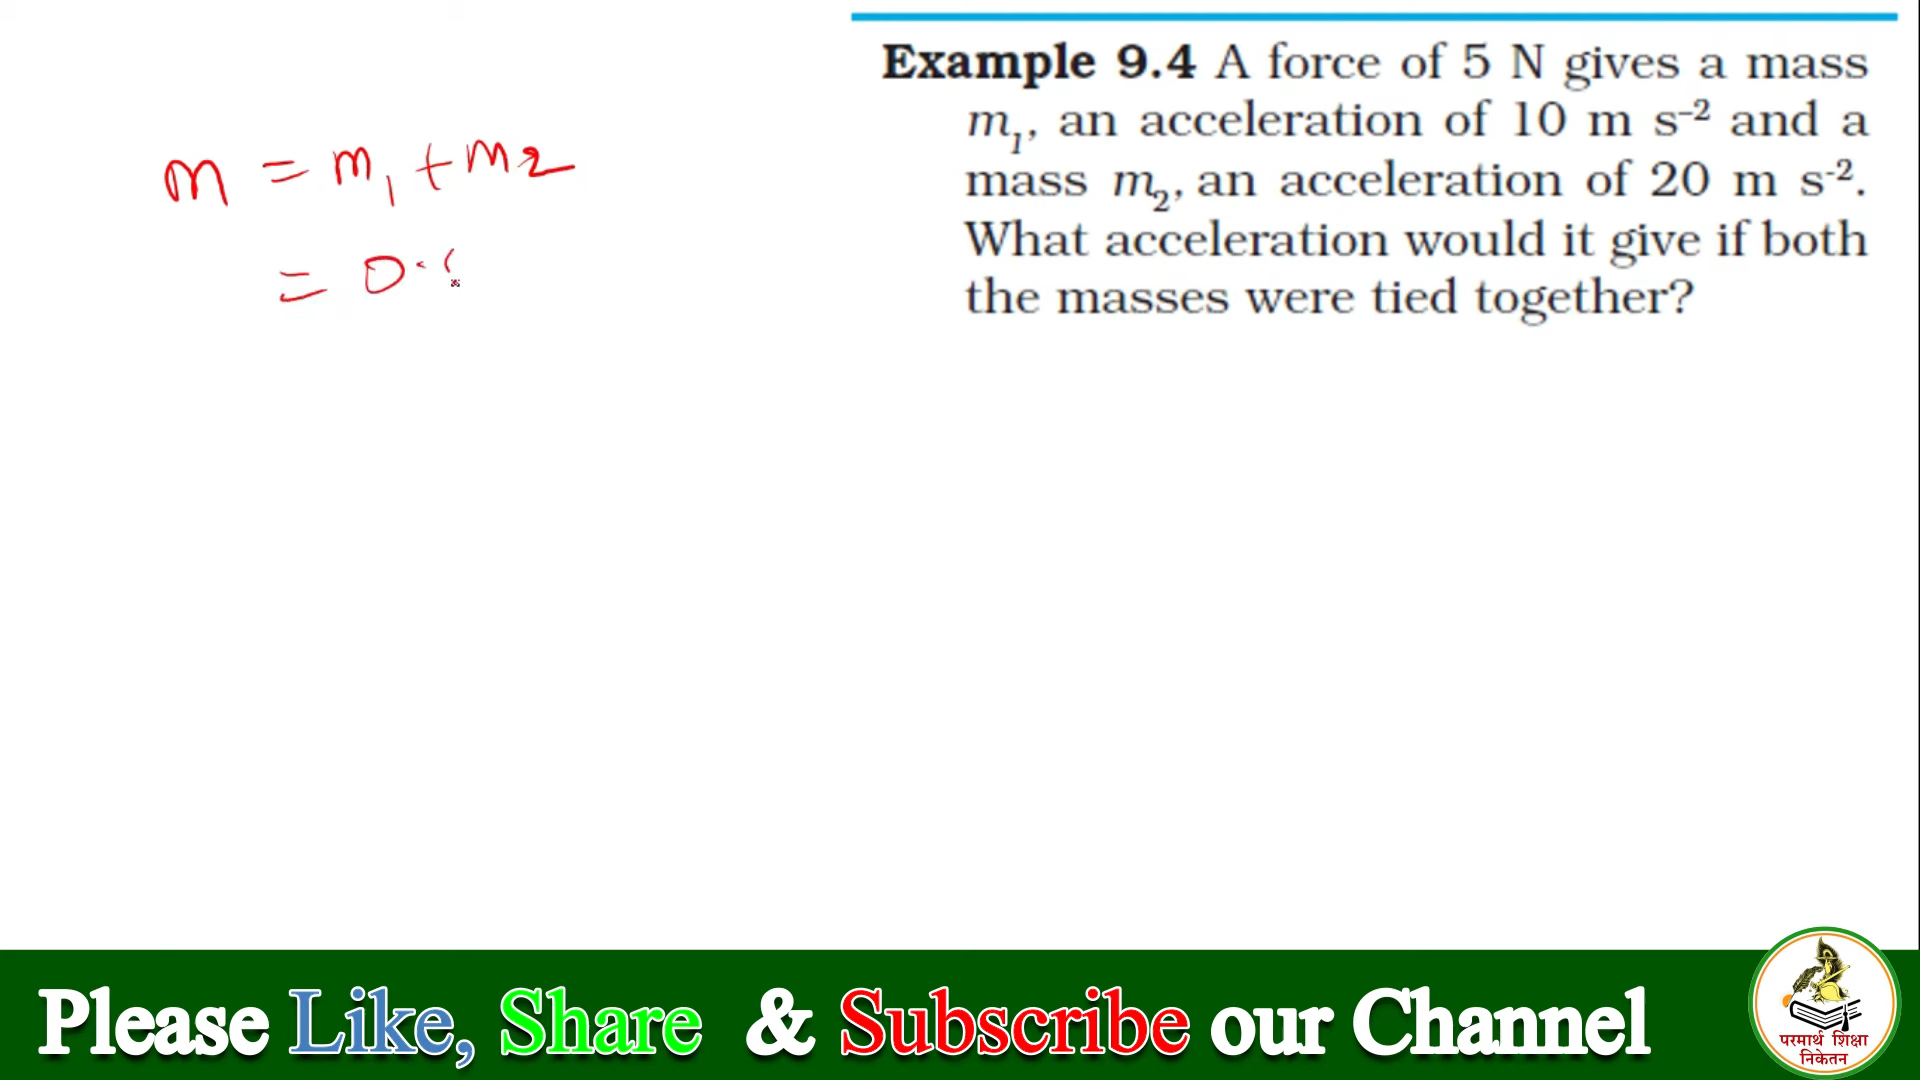 m = m₁ + m₂
= 0.
Example 9.4 A force of 5 N gives a mass
m₁, an acceleration of 10 m s⁻² and a
mass m₂, an acceleration of 20 m s⁻².
What acceleration would it give if both
the masses were tied together?
Please Like, Share & Subscribe our Channel
परमार्थ शिक्षा
निकेतन